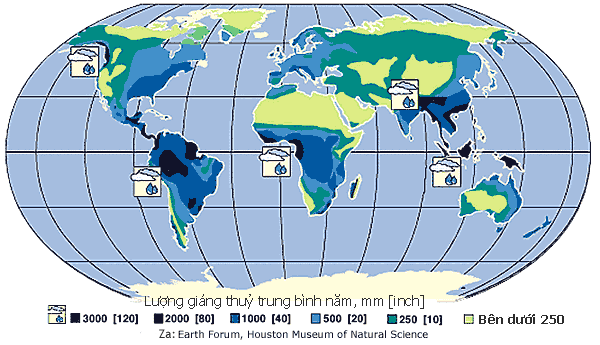 Lượng giáng thuỷ trung bình năm, mm [inch]
3000 [120] 2000 [80] 1000 [40] 500 [20] 250 [10] Bên dưới 250
Za: Earth Forum, Houston Museum of Natural Science